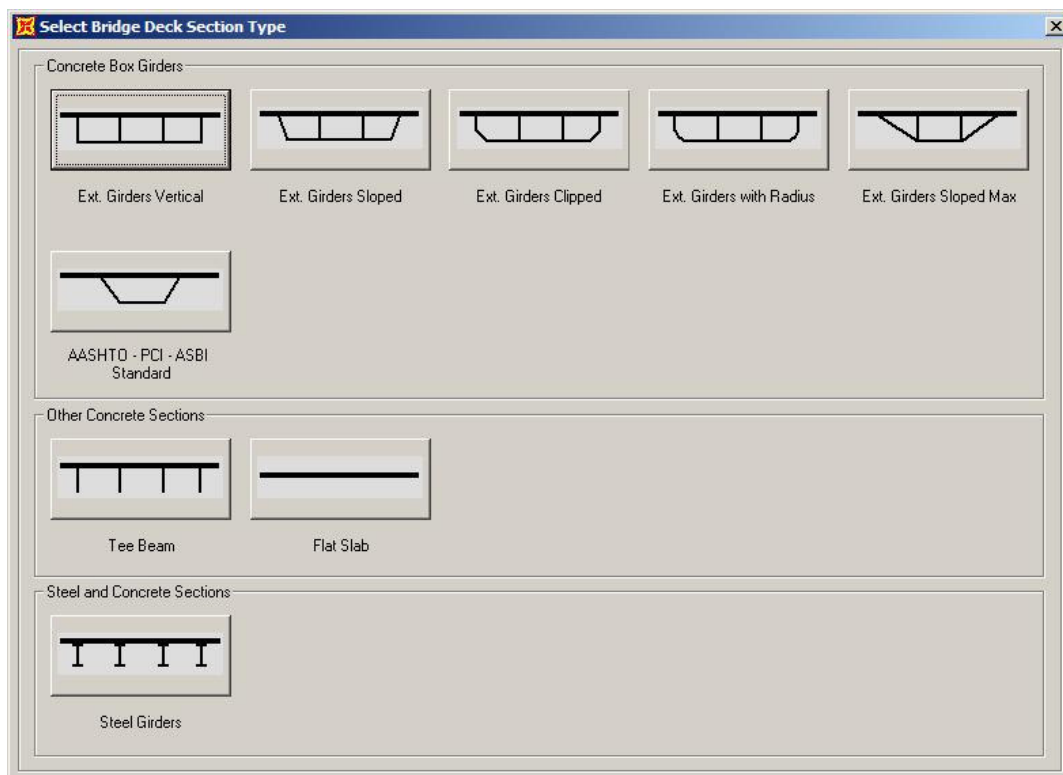 Select Bridge Deck Section Type
Concrete Box Girders
Ext. Girders Vertical
Ext. Girders Sloped
Ext. Girders Clipped
Ext. Girders with Radius
Ext. Girders Sloped Max
AASHTO - PCI - ASBI
Standard
Other Concrete Sections
Tee Beam
Flat Slab
Steel and Concrete Sections
Steel Girders